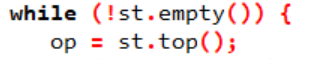 while (!st.empty()) {
op = st.top();